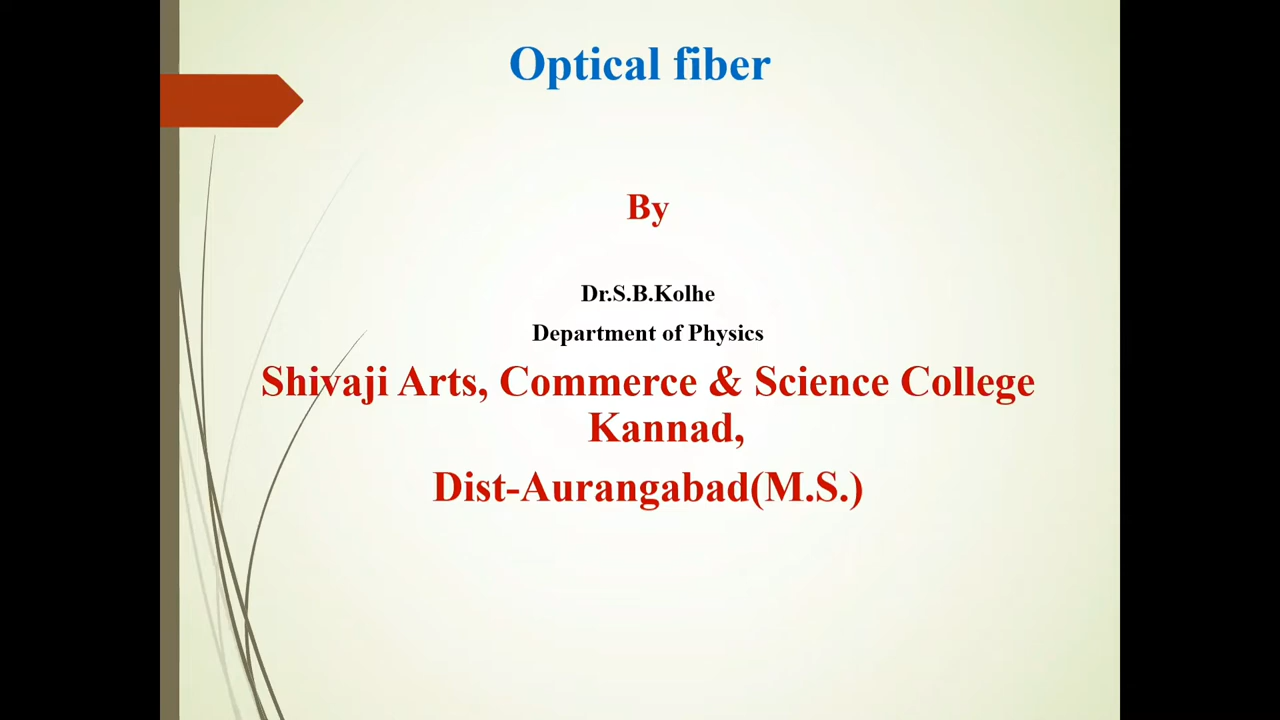 Optical fiber
By
Dr.S.B.Kolhe
Department of Physics
Shivaji Arts, Commerce & Science College
Kannad,
Dist-Aurangabad(M.S.)